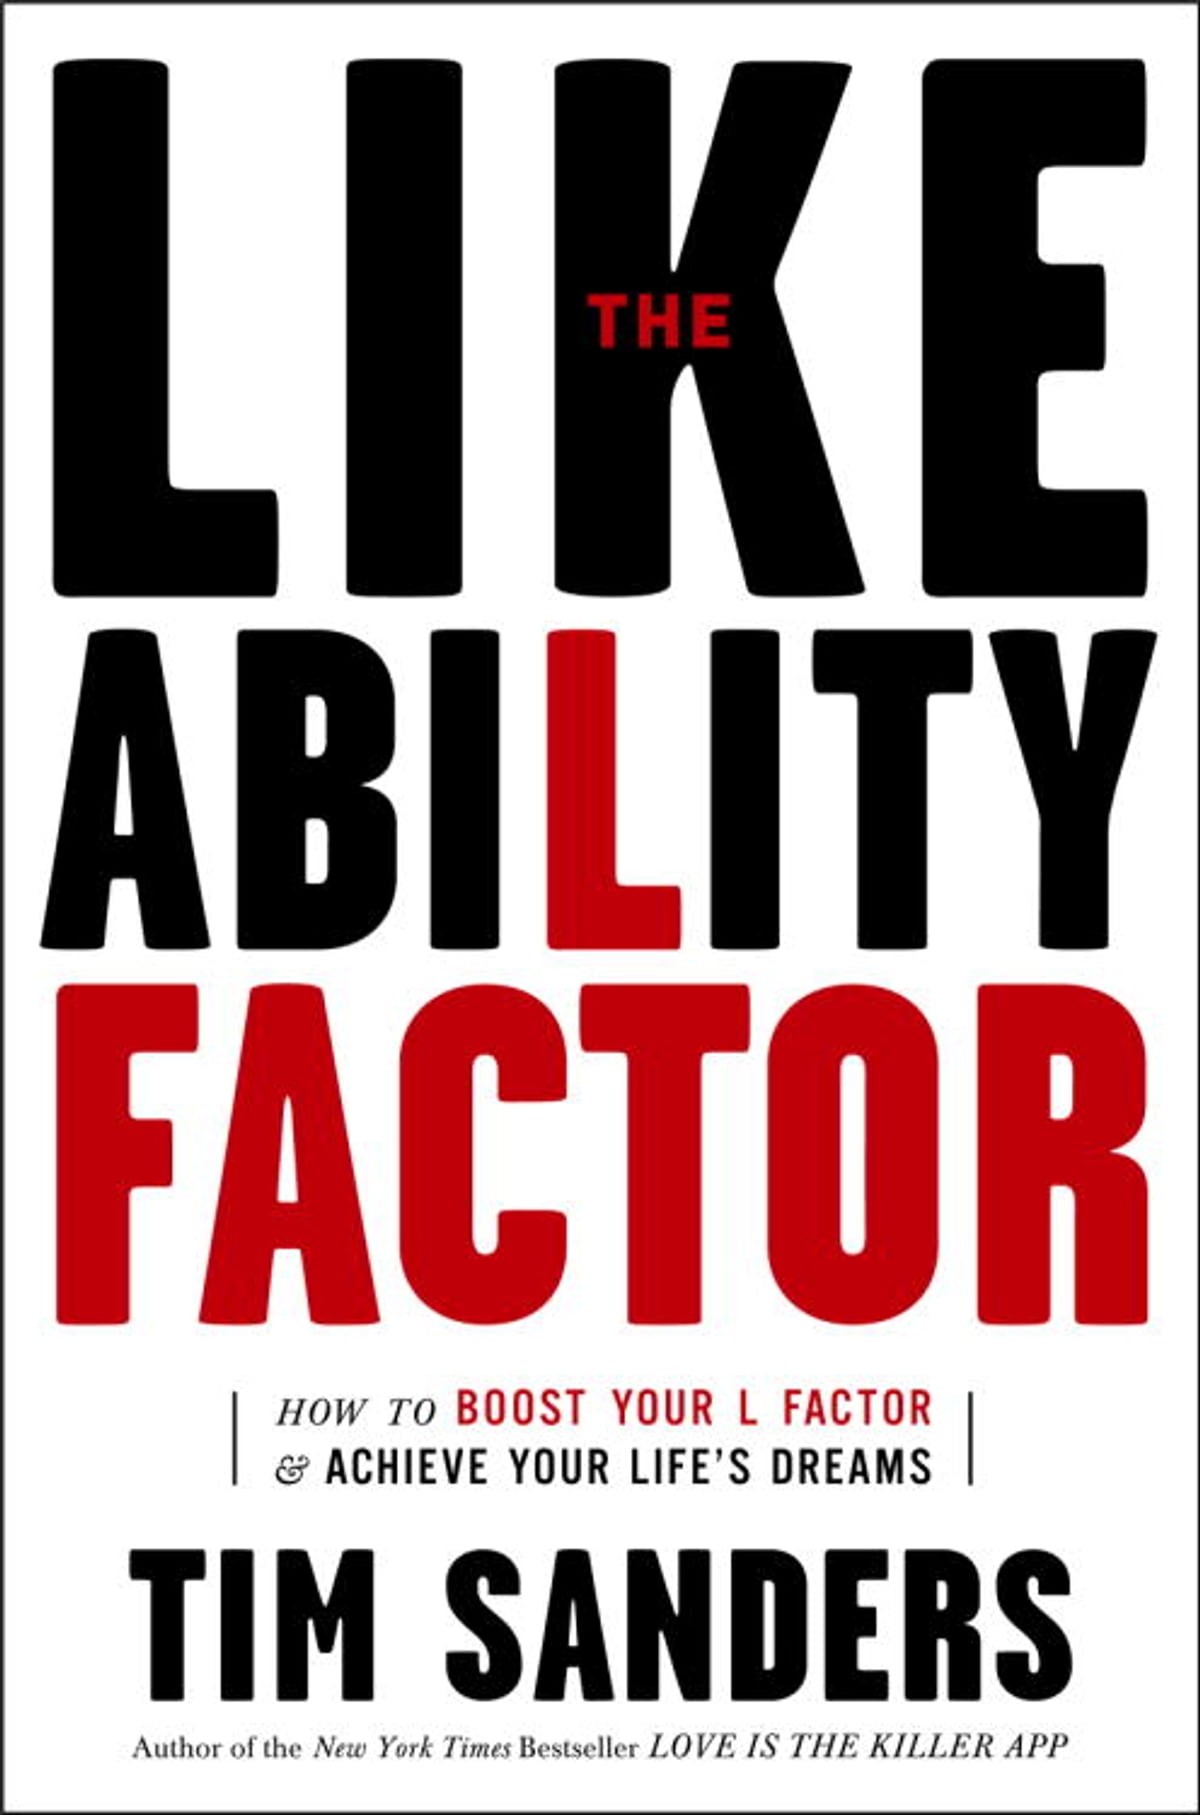 THE
LIKE
ABILITY
FACTOR
HOW TO BOOST YOUR L FACTOR
& ACHIEVE YOUR LIFE'S DREAMS
TIM SANDERS
Author of the New York Times Bestseller LOVE IS THE KILLER APP